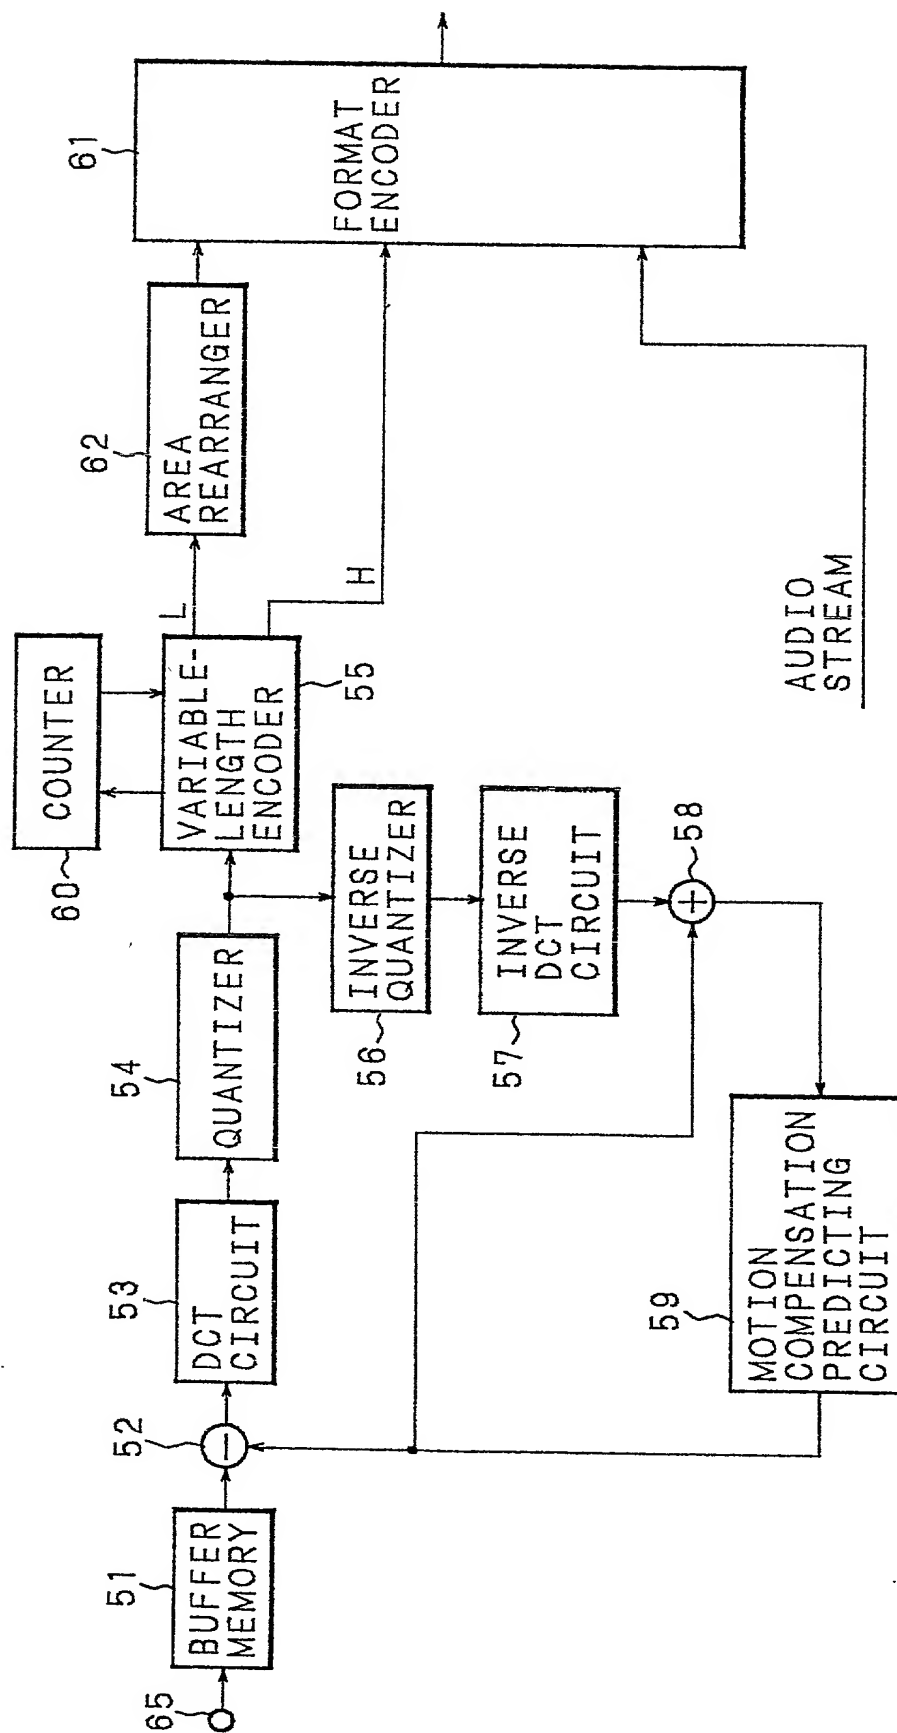 65
51
BUFFER
MEMORY
52
53
DCT
CIRCUIT
54
QUANTIZER
60
COUNTER
VARIABLE-
LENGTH
ENCODER
55
L
H
62
AREA
REARRANGER
61
FORMAT
ENCODER
56
INVERSE
QUANTIZER
57
INVERSE
DCT
CIRCUIT
58
59
MOTION
COMPENSATION
PREDICTING
CIRCUIT
AUDIO
STREAM